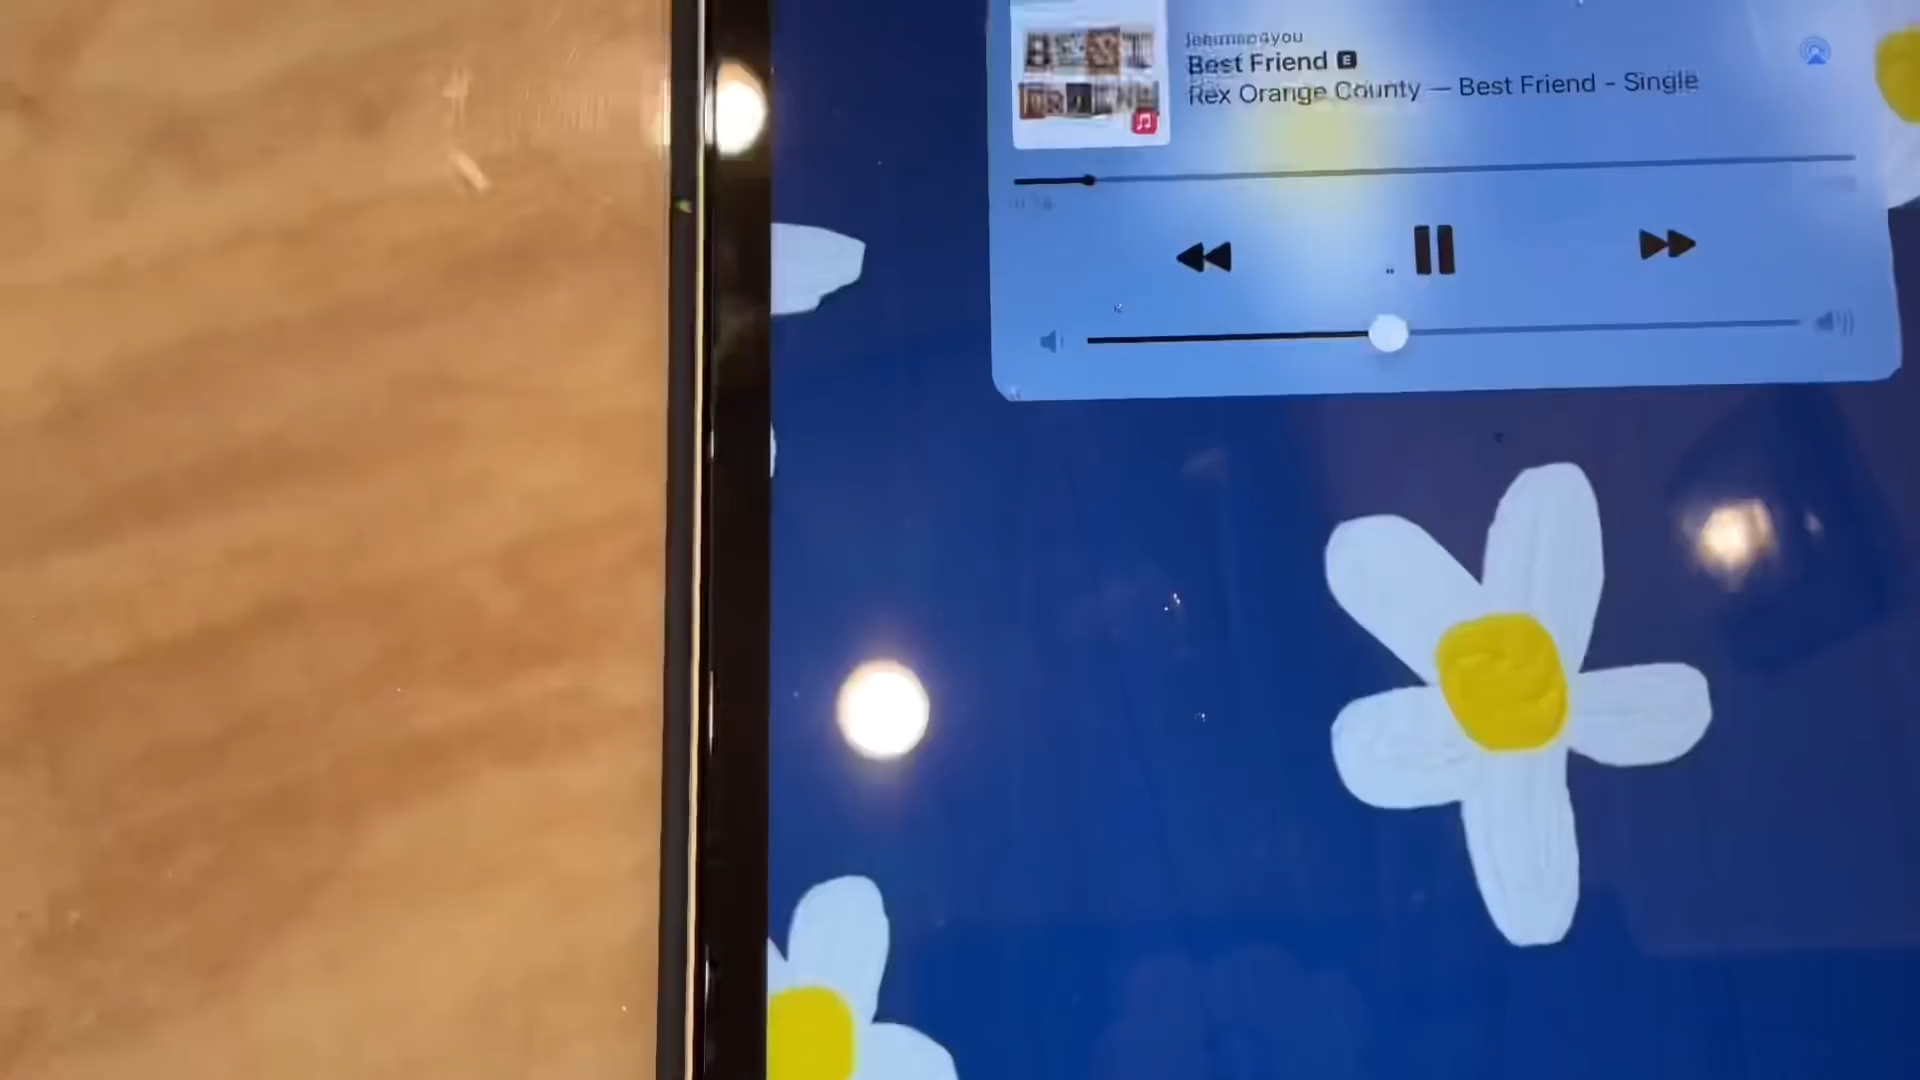 Best Friend E
Rex Orange County — Best Friend - Single